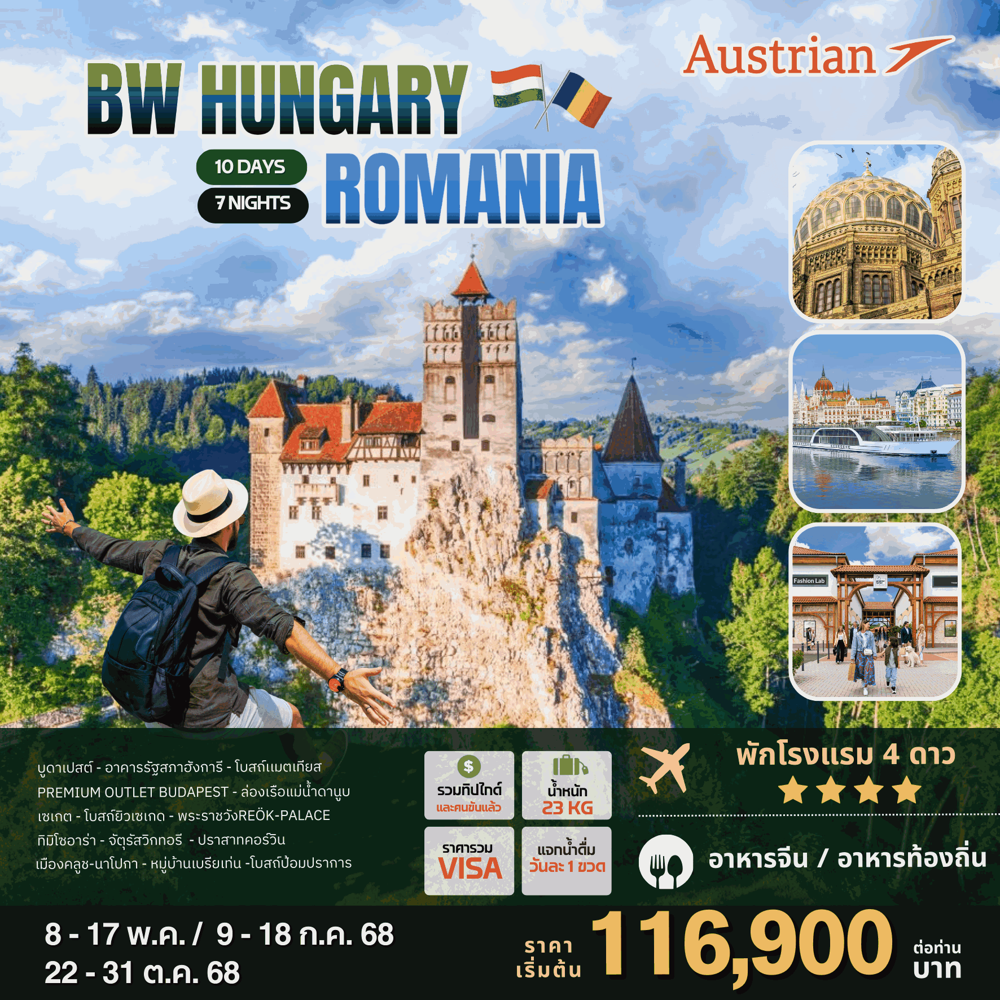 Austrian
BW HUNGARY
10 DAYS
7 NIGHTS
ROMANIA
Fashion Lab
บูดาเปสต์ - อาคารรัฐสภาฮังการี - โบสถ์แมตเทียส
PREMIUM OUTLET BUDAPEST - ล่องเรือแม่น้ำดานูบ
เซเกต - โบสถ์ยิวเซเกด - พระราชวังREÖK-PALACE
ทิมิโซอาร่า - จัตุรัสวิกทอรี - ปราสาทคอร์วิน
เมืองคลูช-นาโปกา - หมู่บ้านเบรียเท่น -โบสถ์ป้อมปราการ
$
รวมทิปไกด์
และคนขับแล้ว
น้ำหนัก
23 KG
ราคารวม
VISA
แจกน้ำดื่ม
วันละ 1 ขวด
พักโรงแรม 4 ดาว
อาหารจีน / อาหารท้องถิ่น
8 - 17 พ.ค. / 9 - 18 ก.ค. 68
22 - 31 ต.ค. 68
ราคา
เริ่มต้น
116,900
ต่อท่าน
บาท